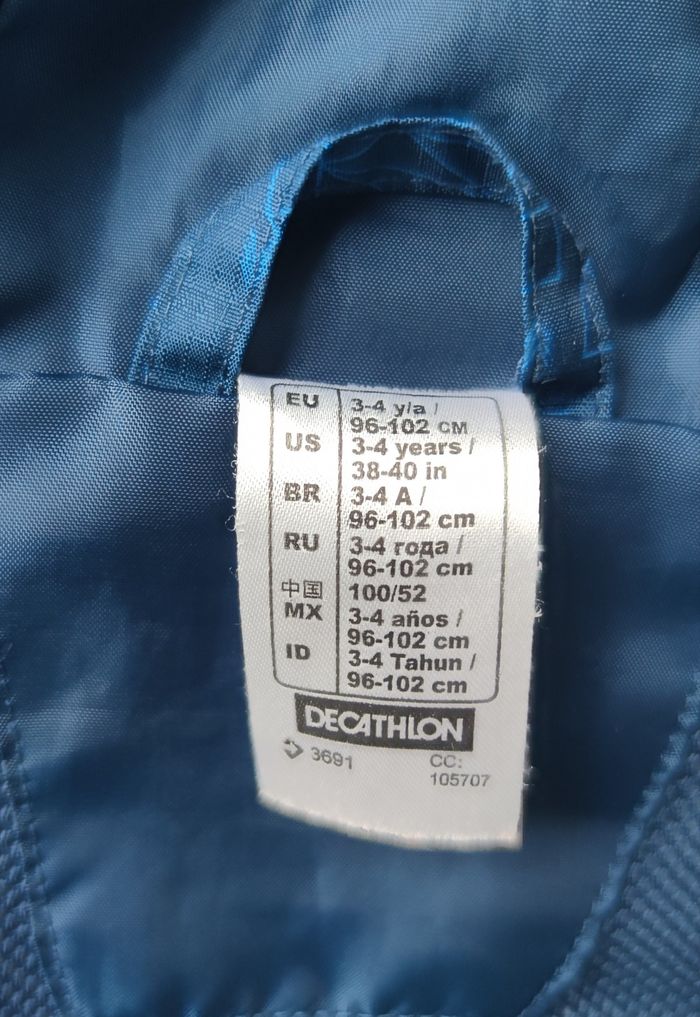 EU 3-4 y/a /
96-102 см
US 3-4 years /
38-40 in
BR 3-4 A /
96-102 cm
RU 3-4 года /
96-102 cm
中国 100/52
MX 3-4 años /
96-102 cm
ID 3-4 Tahun /
96-102 cm
DECATHLON
3691 CC:
105707